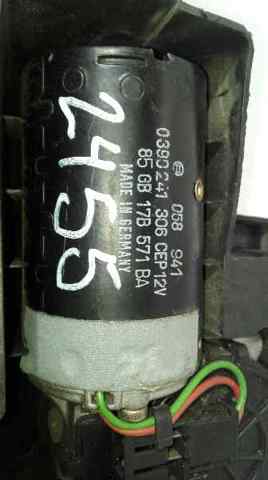 2455
058 941
0390 241 306 CEP 12V
85 GB 17B 571 BA
MADE IN GERMANY